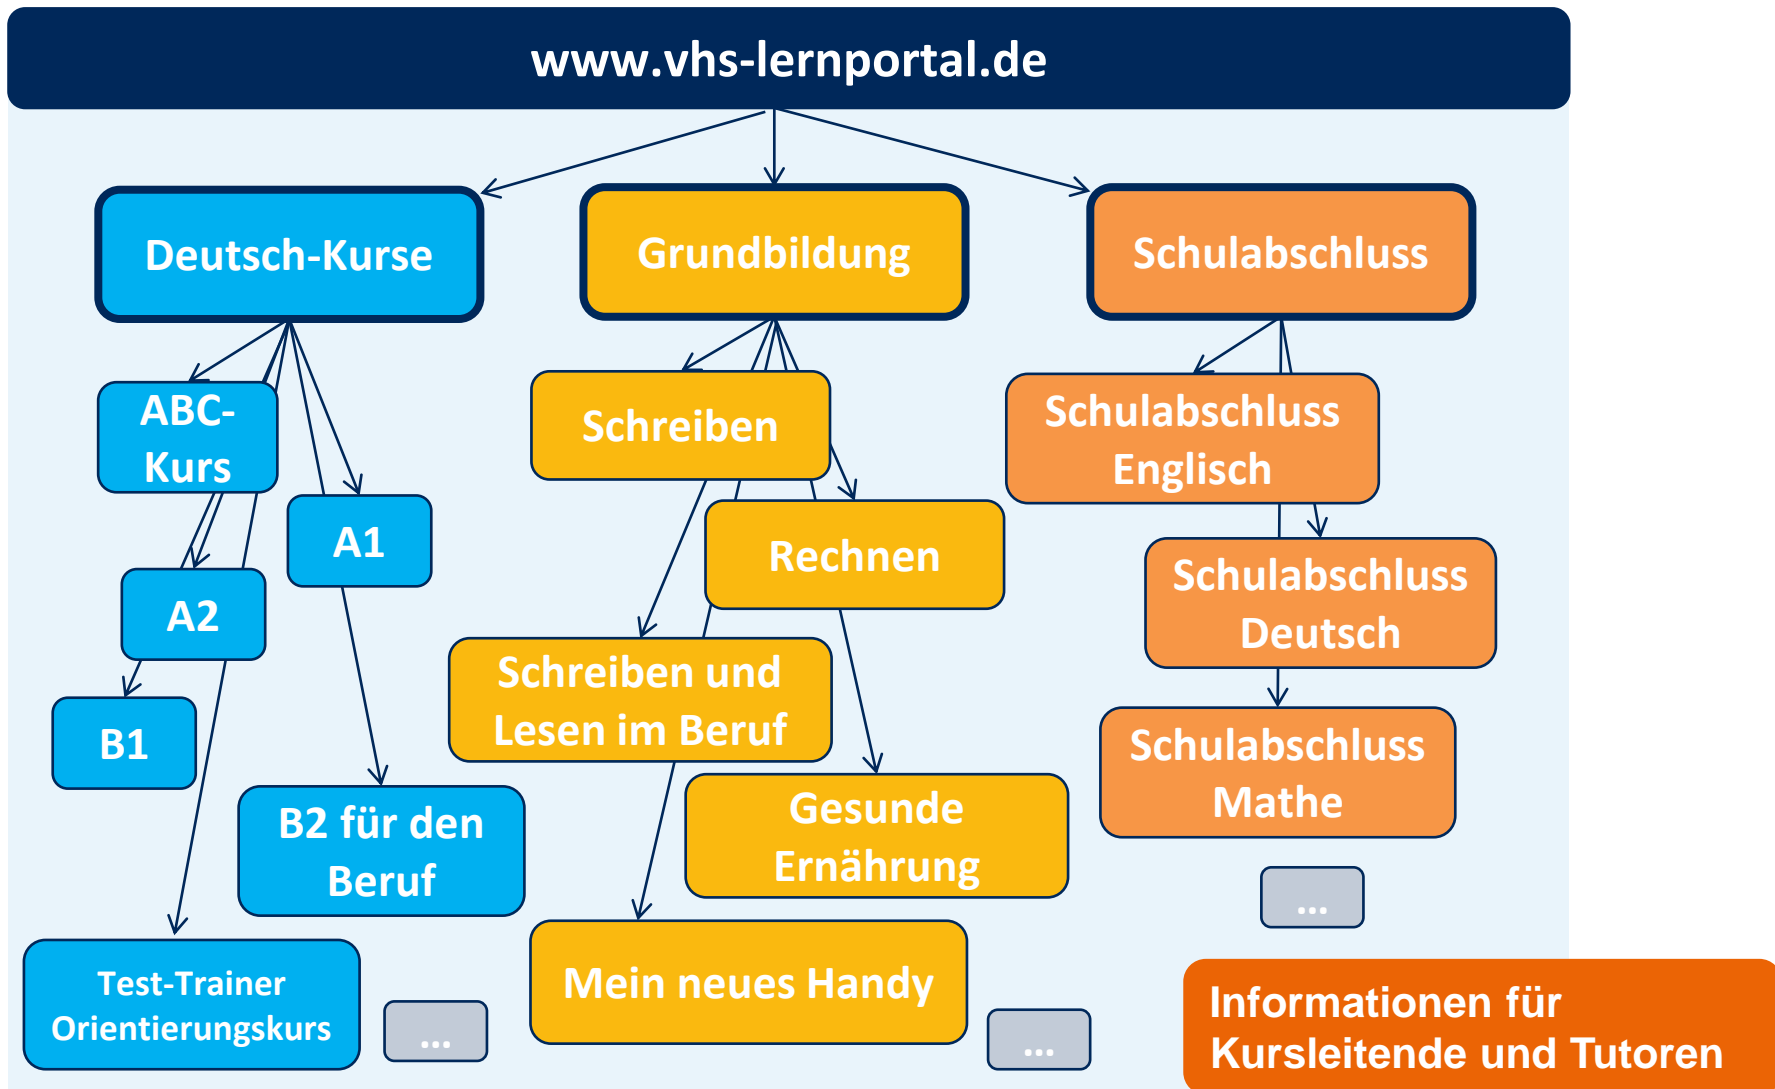 www.vhs-lernportal.de
Deutsch-Kurse
Grundbildung
Schulabschluss
ABC-
Kurs
A1
A2
B1
B2 für den
Beruf
Test-Trainer
Orientierungskurs
...
Schreiben
Rechnen
Schreiben und
Lesen im Beruf
Gesunde
Ernährung
Mein neues Handy
...
Schulabschluss
Englisch
Schulabschluss
Deutsch
Schulabschluss
Mathe
...
Informationen für
Kursleitende und Tutoren